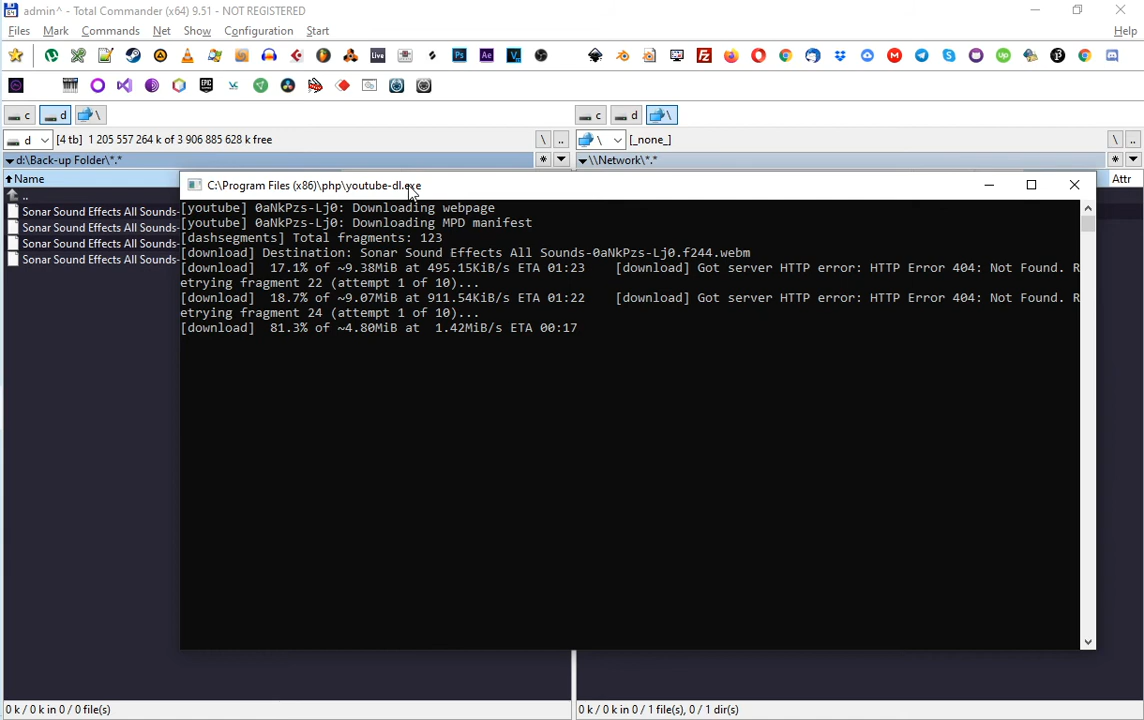 admin^ - Total Commander (x64) 9.51 - NOT REGISTERED
Files Mark Commands Net Show Configuration Start Help
c d \ c d \
d [4 tb] 1 205 557 264 k of 3 906 885 628 k free \ .. \ [_none_] \ ..
d:\Back-up Folder\*.* * \\Network\*.* *
Name Attr
..
Sonar Sound Effects All Sounds-
Sonar Sound Effects All Sounds-
Sonar Sound Effects All Sounds-
Sonar Sound Effects All Sounds-
C:\Program Files (x86)\php\youtube-dl.exe
[youtube] 0aNkPzs-Lj0: Downloading webpage
[youtube] 0aNkPzs-Lj0: Downloading MPD manifest
[dashsegments] Total fragments: 123
[download] Destination: Sonar Sound Effects All Sounds-0aNkPzs-Lj0.f244.webm
[download] 17.1% of ~9.38MiB at 495.15KiB/s ETA 01:23 [download] Got server HTTP error: HTTP Error 404: Not Found. R
etrying fragment 22 (attempt 1 of 10)...
[download] 18.7% of ~9.07MiB at 911.54KiB/s ETA 01:22 [download] Got server HTTP error: HTTP Error 404: Not Found. R
etrying fragment 24 (attempt 1 of 10)...
[download] 81.3% of ~4.80MiB at 1.42MiB/s ETA 00:17
0 k / 0 k in 0 / 0 file(s)
0 k / 0 k in 0 / 1 file(s), 0 / 1 dir(s)